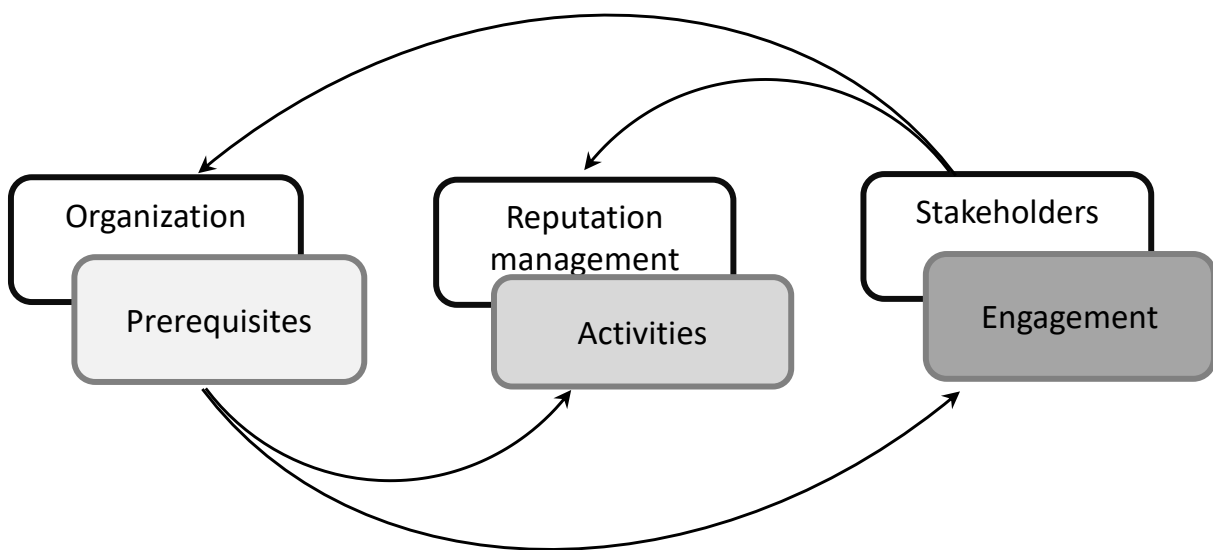 Organization
Prerequisites
Reputation
management
Activities
Stakeholders
Engagement